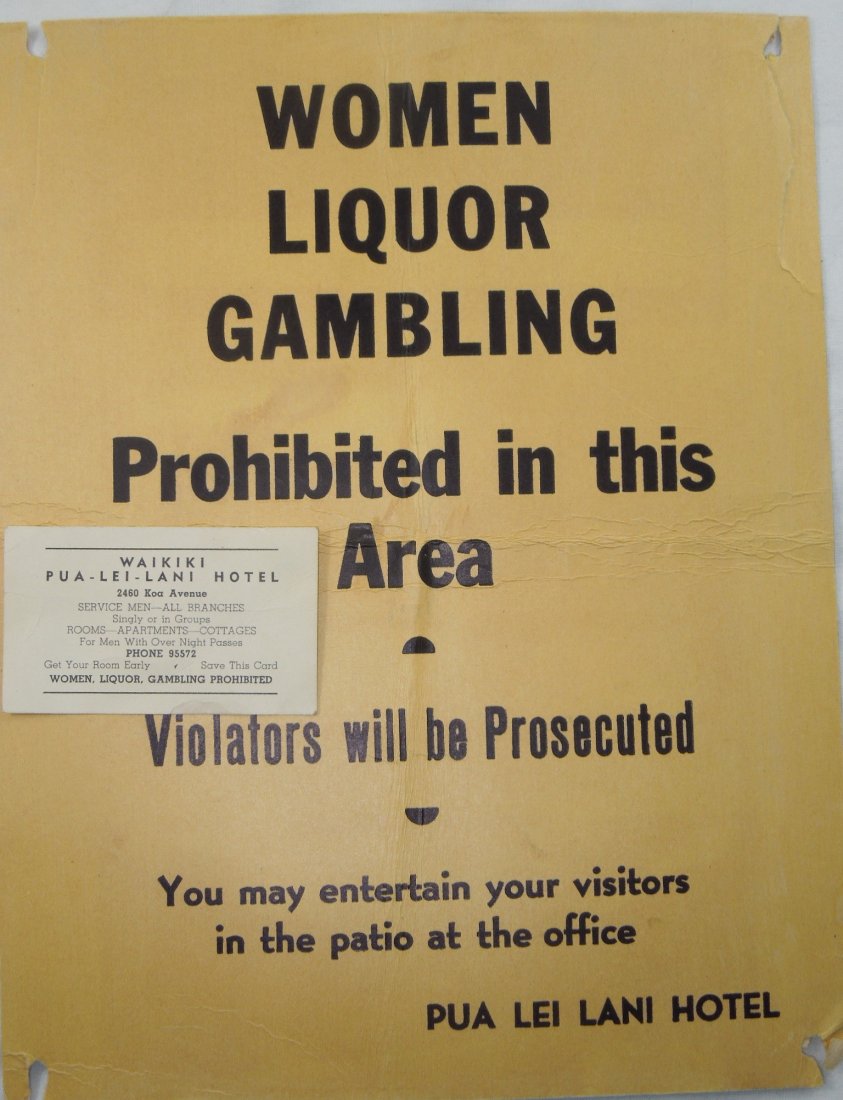 WOMEN
LIQUOR
GAMBLING
Prohibited in this
Area
WAIKIKI
PUA-LEI-LANI HOTEL
2460 Koa Avenue
SERVICE MEN—ALL BRANCHES
Singly or in Groups
ROOMS—APARTMENTS—COTTAGES
For Men With Over Night Passes
PHONE 95572
Get Your Room Early Save This Card
WOMEN, LIQUOR, GAMBLING PROHIBITED
Violators will be Prosecuted
You may entertain your visitors
in the patio at the office
PUA LEI LANI HOTEL